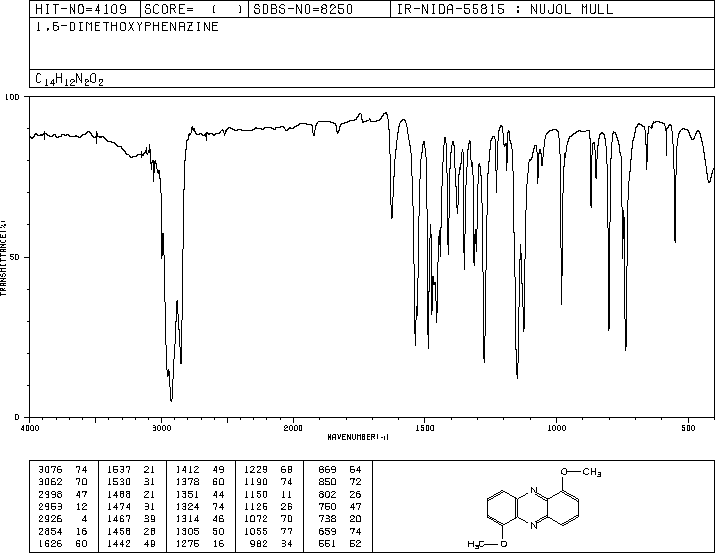 HIT-NO=4109 SCORE= ( ) SDBS-NO=8250 IR-NIDA-55815 : NUJOL MULL
1,6-DIMETHOXYPHENAZINE
C14H12N2O2
100
50
0
TRANSMITTANCE(%)
4000 3000 2000 1500 1000 500
WAVENUMBER(-1)
3076 74 1537 21 1412 49 1229 68 869 64
3062 70 1530 31 1378 60 1190 74 850 72
2998 47 1488 21 1351 44 1150 11 802 26
2953 12 1474 31 1324 74 1126 26 750 47
2926 4 1467 39 1314 46 1072 70 738 20
2854 16 1458 28 1305 50 1055 77 659 74
1626 60 1442 49 1275 16 982 34 551 52
O CH3
N
N
H3C O